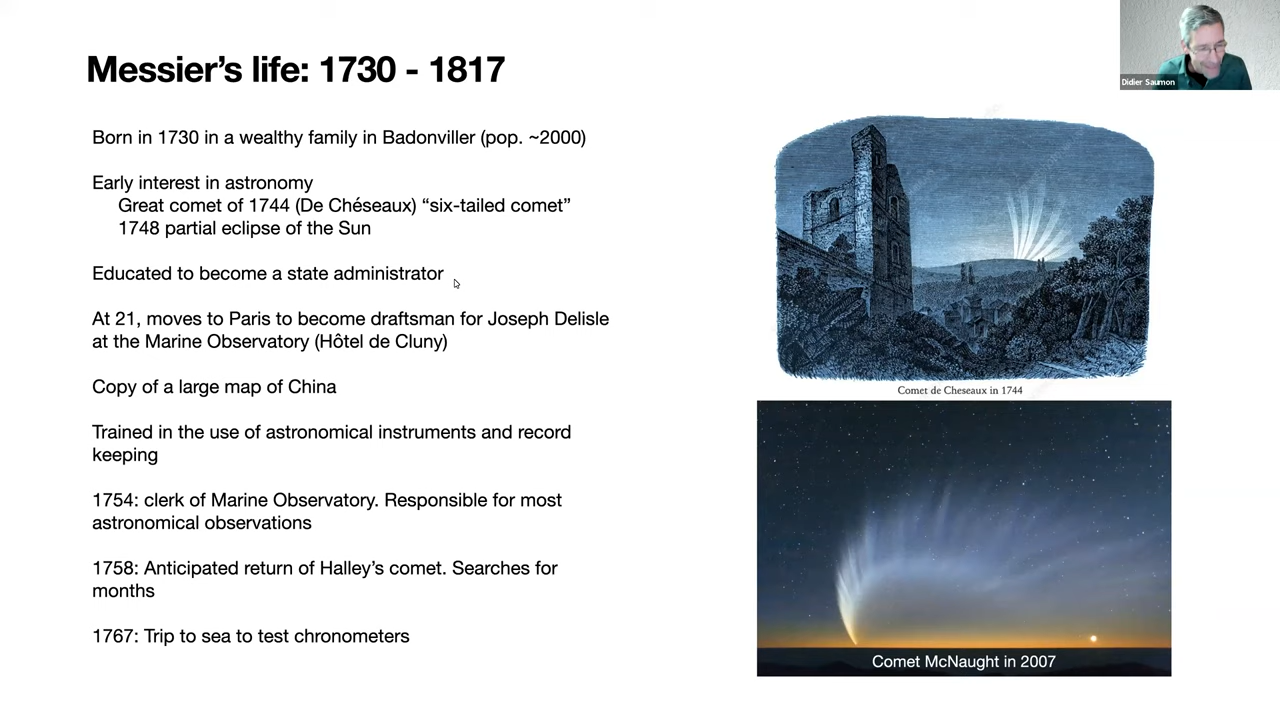 Messier’s life: 1730 - 1817
Didier Saumon
Born in 1730 in a wealthy family in Badonviller (pop. ~2000)
Early interest in astronomy
Great comet of 1744 (De Chéseaux) “six-tailed comet”
1748 partial eclipse of the Sun
Educated to become a state administrator
At 21, moves to Paris to become draftsman for Joseph Delisle
at the Marine Observatory (Hôtel de Cluny)
Copy of a large map of China
Trained in the use of astronomical instruments and record
keeping
1754: clerk of Marine Observatory. Responsible for most
astronomical observations
1758: Anticipated return of Halley’s comet. Searches for
months
1767: Trip to sea to test chronometers
Comet de Cheseaux in 1744
Comet McNaught in 2007